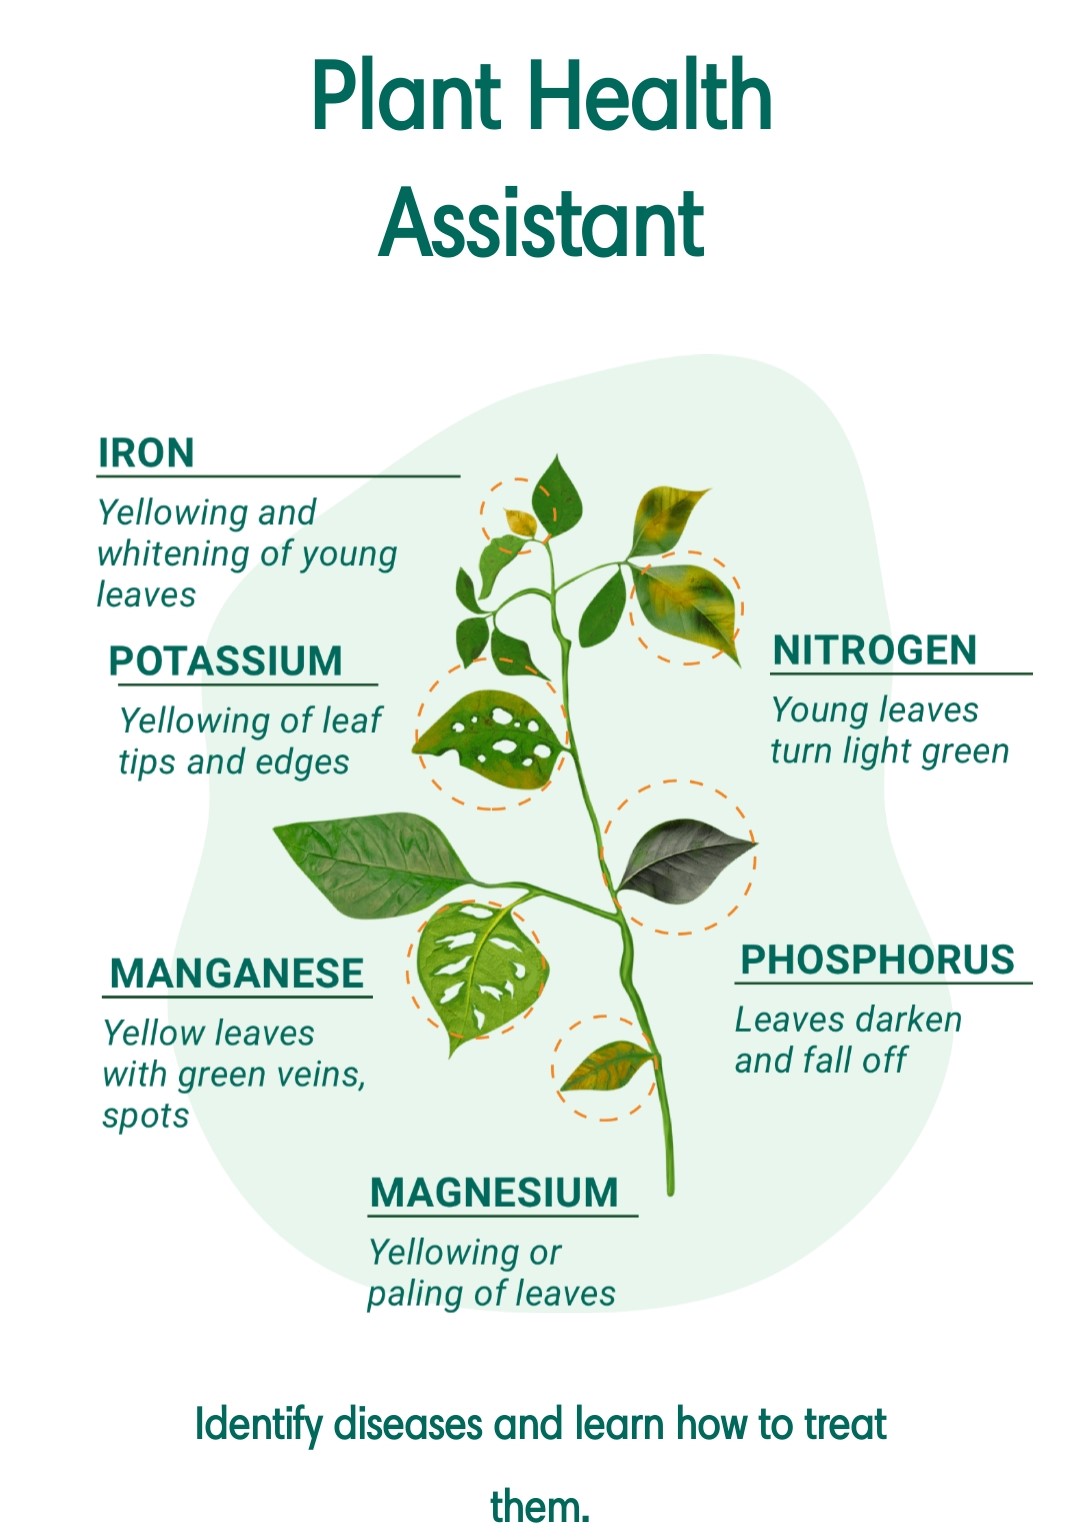 Plant Health
Assistant
IRON
Yellowing and
whitening of young
leaves
POTASSIUM
Yellowing of leaf
tips and edges
NITROGEN
Young leaves
turn light green
MANGANESE
Yellow leaves
with green veins,
spots
PHOSPHORUS
Leaves darken
and fall off
MAGNESIUM
Yellowing or
paling of leaves
Identify diseases and learn how to treat
them.